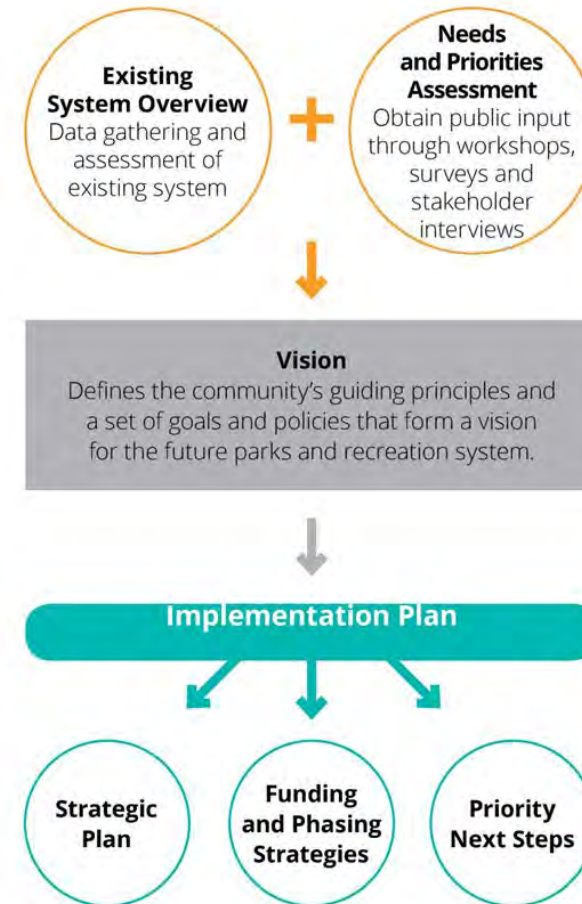 Existing
System Overview
Data gathering and
assessment of
existing system
Needs
and Priorities
Assessment
Obtain public input
through workshops,
surveys and
stakeholder
interviews
Vision
Defines the community’s guiding principles and
a set of goals and policies that form a vision
for the future parks and recreation system.
Implementation Plan
Strategic
Plan
Funding
and Phasing
Strategies
Priority
Next Steps